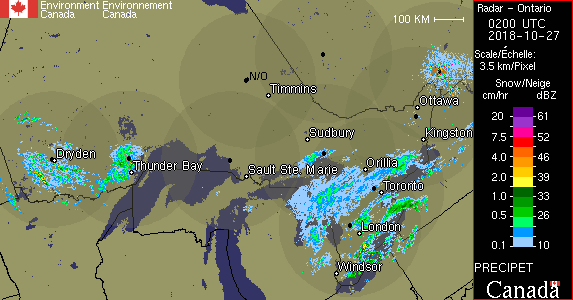 Environment Environnement
Canada Canada
100 KM
N/O
Timmins
Ottawa
Sudbury
Kingston
Dryden
Thunder Bay
Sault Ste. Marie
Orillia
Toronto
London
Windsor
Radar - Ontario
0200 UTC
2018-10-27
Scale/Échelle:
3.5 km/Pixel
Snow/Neige
cm/hr dBZ
20 61
7.5 52
4.0 46
2.0 39
1.0 33
0.5 26
0.1 10
PRECIPET
Canada